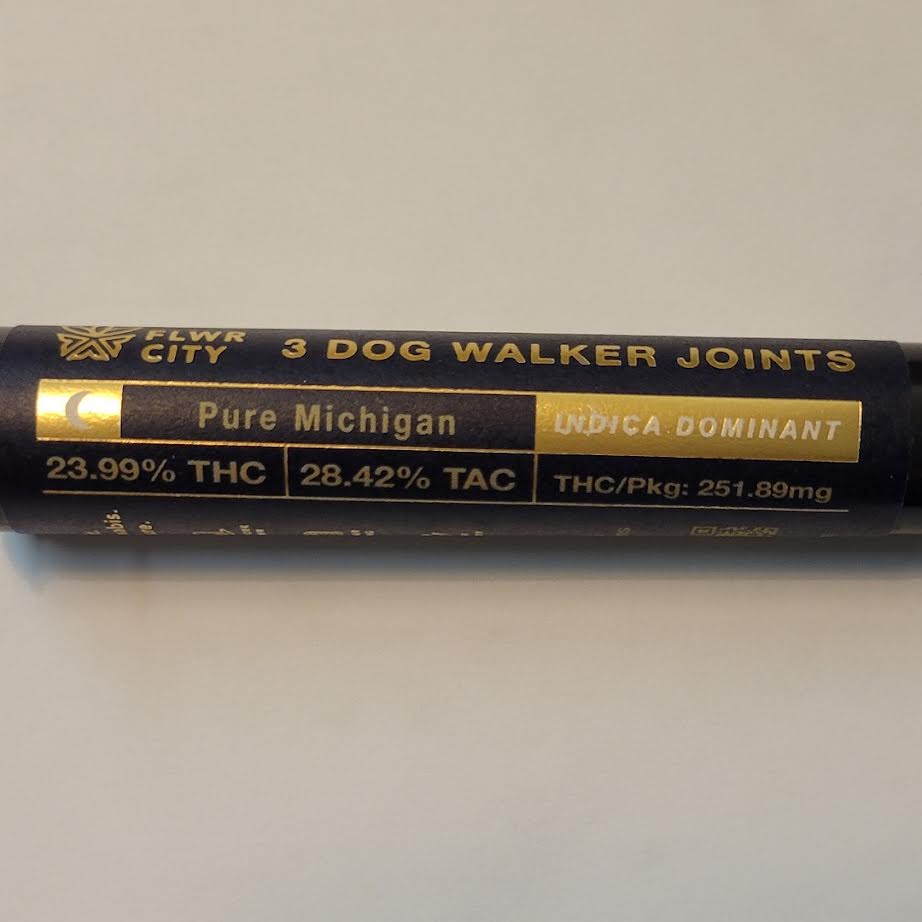 FLWR
CITY
3 DOG WALKER JOINTS
Pure Michigan
INDICA DOMINANT
23.99% THC
28.42% TAC
THC/Pkg: 251.89mg